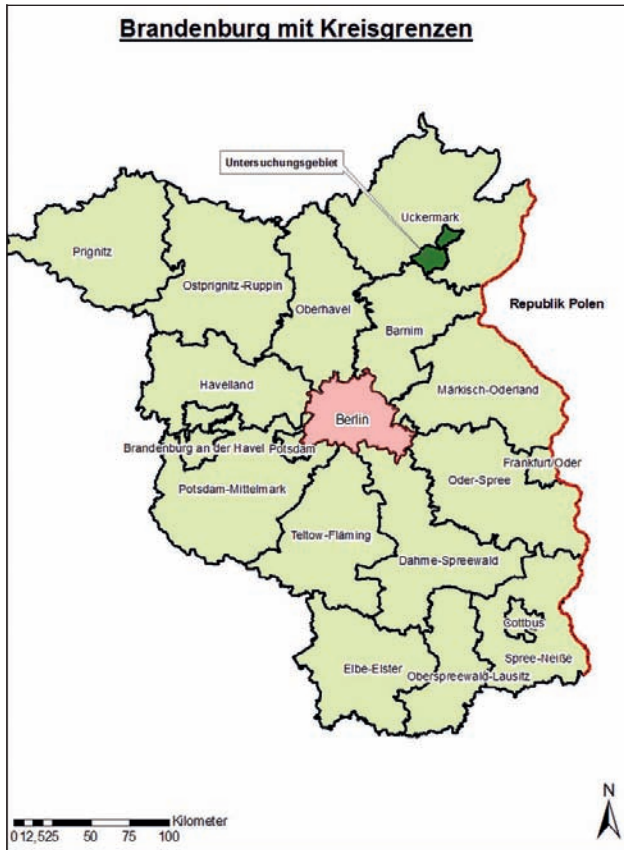 Brandenburg mit Kreisgrenzen
Untersuchungsgebiet
Uckermark
Prignitz
Ostprignitz-Ruppin
Oberhavel
Republik Polen
Barnim
Havelland
Märkisch-Oderland
Berlin
Brandenburg an der Havel
Potsdam
Frankfurt/Oder
Oder-Spree
Potsdam-Mittelmark
Teltow-Fläming
Dahme-Spreewald
Cottbus
Spree-Neiße
Elbe-Elster
Oberspreewald-Lausitz
N
Kilometer
0 12,525 50 75 100